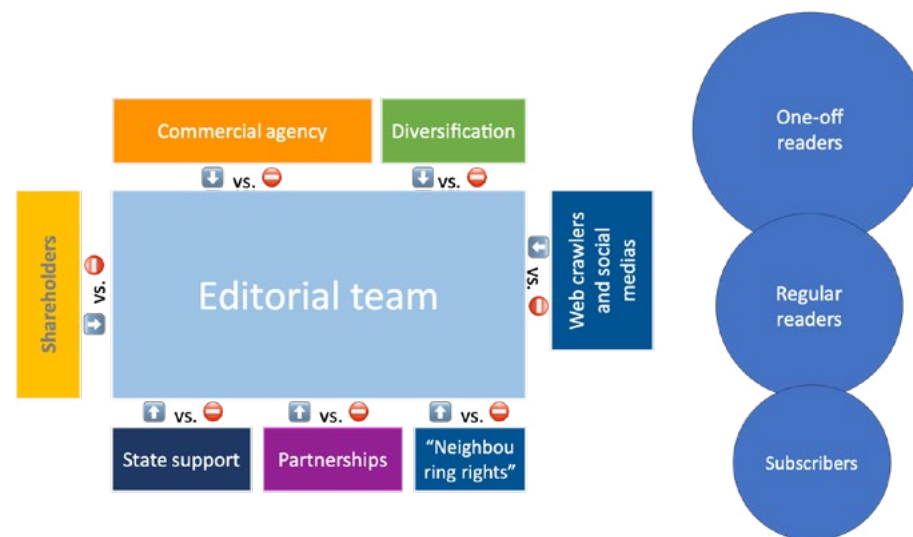 Commercial agency
Diversification
vs.
vs.
Shareholders
vs.
Editorial team
vs.
Web crawlers
and social
medias
vs.
vs.
vs.
State support
Partnerships
“Neighbou
ring rights”
One-off
readers
Regular
readers
Subscribers